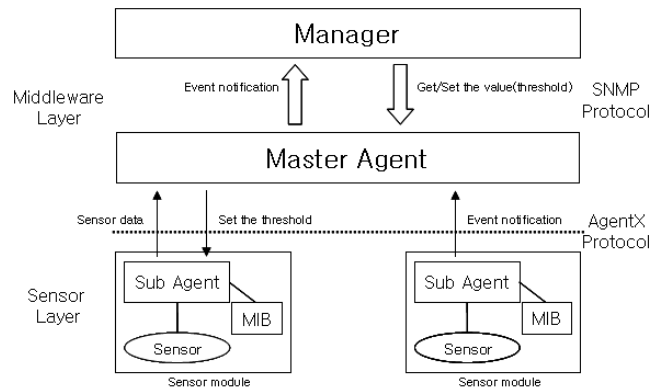 Manager
Event notification
Get/Set the value(threshold)
Middleware
Layer
SNMP
Protocol
Master Agent
Sensor data
Set the threshold
Event notification
AgentX
Protocol
Sensor
Layer
Sub Agent
MIB
Sensor
Sensor module
Sub Agent
MIB
Sensor
Sensor module